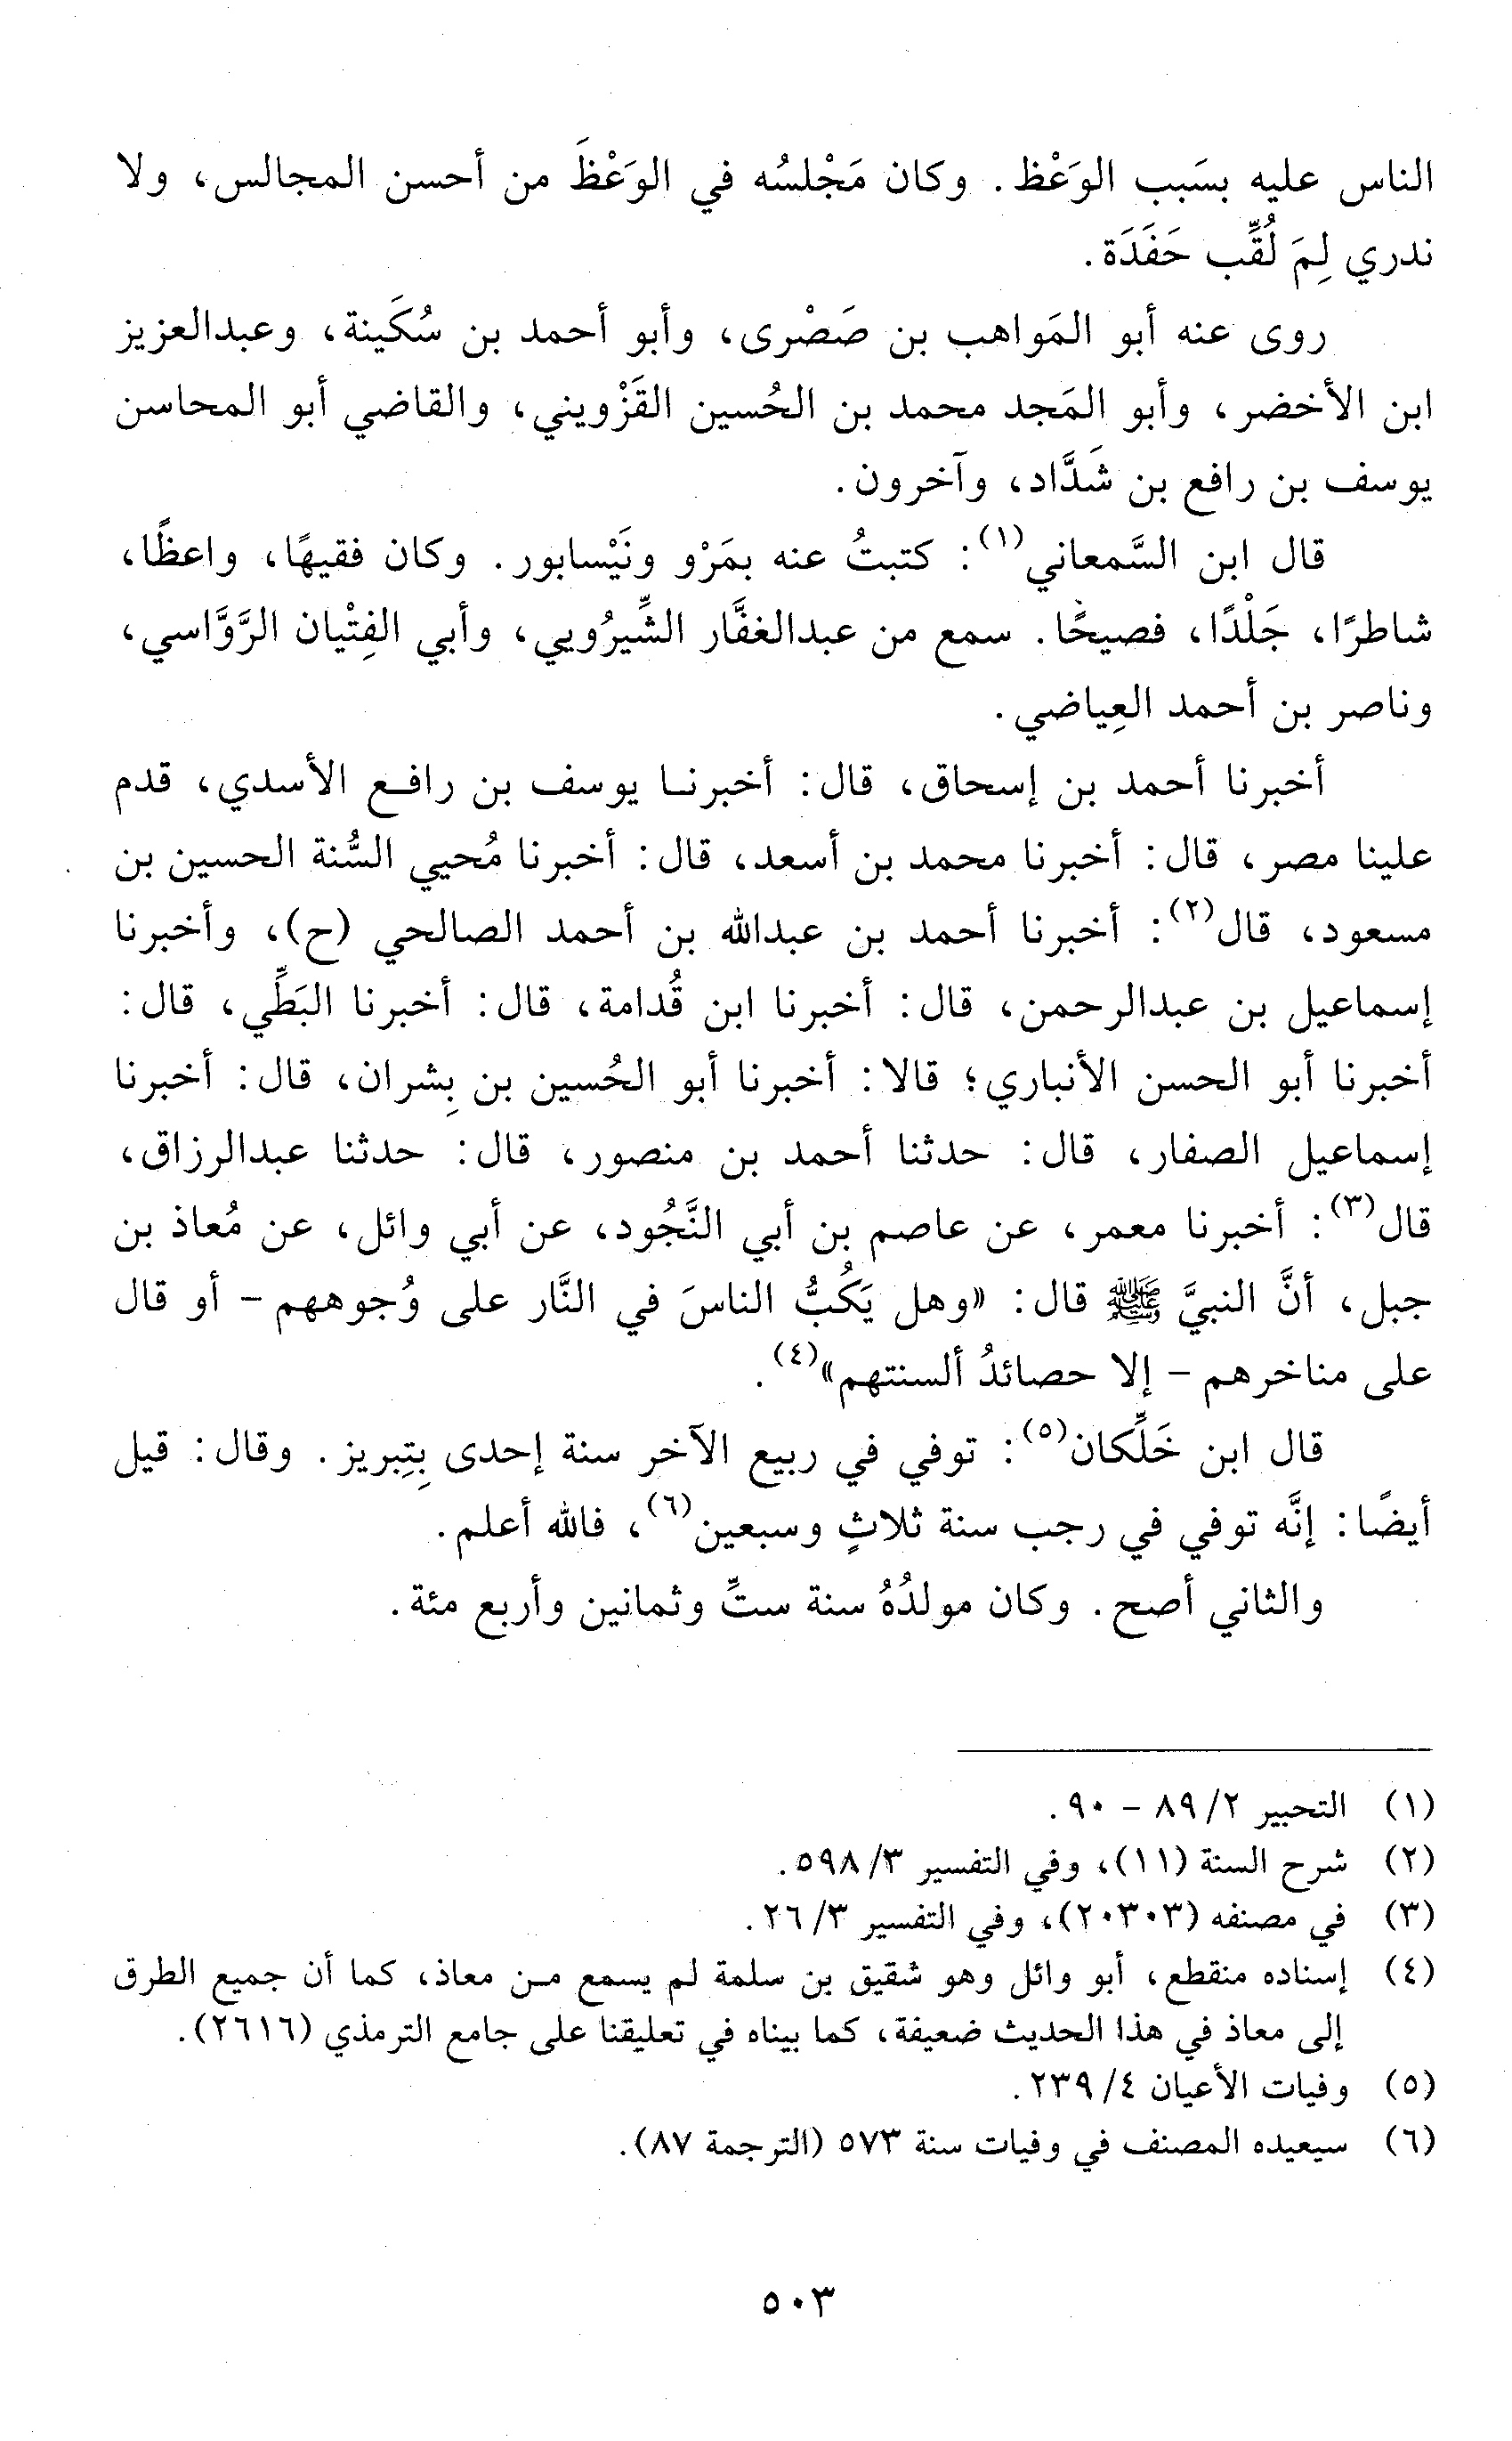 الناس عليه بسَبب الوَعْظ. وكان مَجْلسُه في الوَعْظَ من أحسن المجالس، ولا
ندري لِمَ لُقِّب حَفَدَة.
روى عنه أبو المَواهب بن صَصْرى، وأبو أحمد بن سُكَينة، وعبدالعزيز
ابن الأخضر، وأبو المَجد محمد بن الحُسين القَزْويني، والقاضي أبو المحاسن
يوسف بن رافع بن شَدَّاد، وآخرون.
قال ابن السَّمعاني(١): كتبتُ عنه بمَرْو ونَيْسابور. وكان فقيهًا، واعظًا،
شاطرًا، جَلْدًا، فصيحًا. سمع من عبدالغفَّار الشِّيرُويي، وأبي الفِتْيان الرَّوَّاسي،
وناصر بن أحمد العِياضي.
أخبرنا أحمد بن إسحاق، قال: أخبرنا يوسف بن رافع الأسدي، قدم
علينا مصر، قال: أخبرنا محمد بن أسعد، قال: أخبرنا مُحيي السُّنة الحسين بن
مسعود، قال(٢): أخبرنا أحمد بن عبدالله بن أحمد الصالحي (ح)، وأخبرنا
إسماعيل بن عبدالرحمن، قال: أخبرنا ابن قُدامة، قال: أخبرنا البَطِّي، قال:
أخبرنا أبو الحسن الأنباري؛ قالا: أخبرنا أبو الحُسين بن بِشران، قال: أخبرنا
إسماعيل الصفار، قال: حدثنا أحمد بن منصور، قال: حدثنا عبدالرزاق،
قال(٣): أخبرنا معمر، عن عاصم بن أبي النَّجُود، عن أبي وائل، عن مُعاذ بن
جبل، أنَّ النبيَّ ﷺ قال: «وهل يَكُبُّ الناسَ في النَّار على وُجوههم - أو قال
على مناخرهم - إلا حصائدُ ألسنتهم»(٤).
قال ابن خَلِّكان(٥): توفي في ربيع الآخر سنة إحدى بِتِبريز. وقال: قيل
أيضًا: إنَّه توفي في رجب سنة ثلاثٍ وسبعين(٦)، فالله أعلم.
والثاني أصح. وكان مولدُهُ سنة ستِّ وثمانين وأربع مئة.
(١) التحبير ٢/ ٨٩ - ٩٠.
(٢) شرح السنة (١١)، وفي التفسير ٣/ ٥٩٨.
(٣) في مصنفه (٢٠٣٠٣)، وفي التفسير ٣/ ٢٦.
(٤) إسناده منقطع، أبو وائل وهو شقيق بن سلمة لم يسمع من معاذ، كما أن جميع الطرق
إلى معاذ في هذا الحديث ضعيفة، كما بيناه في تعليقنا على جامع الترمذي (٢٦١٦).
(٥) وفيات الأعيان ٤/ ٢٣٩.
(٦) سيعيده المصنف في وفيات سنة ٥٧٣ (الترجمة ٨٧).
٥٠٣